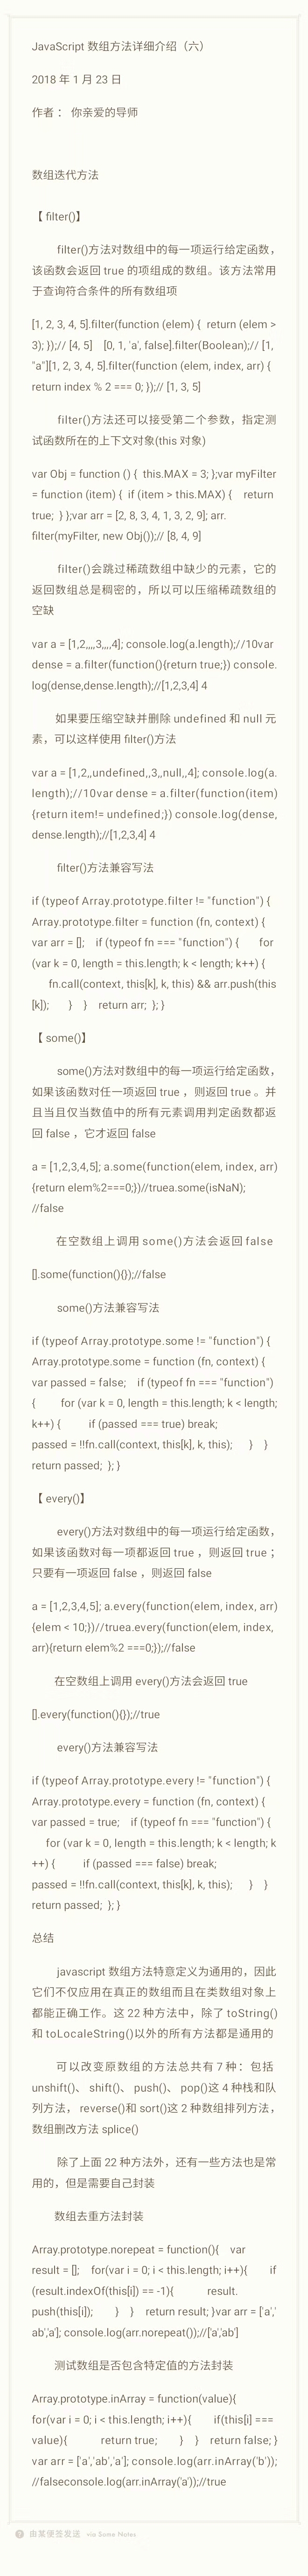 JavaScript 数组方法详细介绍（六）
2018 年 1 月 23 日
作者： 你亲爱的导师
数组迭代方法
【 filter()】
filter()方法对数组中的每一项运行给定函数，
该函数会返回 true 的项组成的数组。该方法常用
于查询符合条件的所有数组项
[1, 2, 3, 4, 5].filter(function (elem) {  return (elem >
3); });// [4, 5]    [0, 1, 'a', false].filter(Boolean);// [1,
"a"][1, 2, 3, 4, 5].filter(function (elem, index, arr) {
return index % 2 === 0; });// [1, 3, 5]
filter()方法还可以接受第二个参数，指定测
试函数所在的上下文对象(this 对象)
var Obj = function () {  this.MAX = 3; };var myFilter
= function (item) {  if (item > this.MAX) {    return
true;  } };var arr = [2, 8, 3, 4, 1, 3, 2, 9]; arr.
filter(myFilter, new Obj());// [8, 4, 9]
filter()会跳过稀疏数组中缺少的元素，它的
返回数组总是稠密的，所以可以压缩稀疏数组的
空缺
var a = [1,2,,,,3,,,,4]; console.log(a.length);//10var
dense = a.filter(function(){return true;}) console.
log(dense,dense.length);//[1,2,3,4] 4
如果要压缩空缺并删除 undefined 和 null 元
素，可以这样使用 filter()方法
var a = [1,2,,undefined,,3,,null,,4]; console.log(a.
length);//10var dense = a.filter(function(item)
{return item!= undefined;}) console.log(dense,
dense.length);//[1,2,3,4] 4
filter()方法兼容写法
if (typeof Array.prototype.filter != "function") {
Array.prototype.filter = function (fn, context) {
var arr = [];    if (typeof fn === "function") {       for
(var k = 0, length = this.length; k < length; k++) {
fn.call(context, this[k], k, this) && arr.push(this
[k]);       }    }    return arr;  }; }
【 some()】
some()方法对数组中的每一项运行给定函数，
如果该函数对任一项返回 true ，则返回 true 。并
且当且仅当数值中的所有元素调用判定函数都返
回 false ，它才返回 false
a = [1,2,3,4,5]; a.some(function(elem, index, arr)
{return elem%2===0;})//truea.some(isNaN);
//false
在空数组上调用 some()方法会返回 false
[].some(function(){});//false
some()方法兼容写法
if (typeof Array.prototype.some != "function") {
Array.prototype.some = function (fn, context) {
var passed = false;    if (typeof fn === "function")
{         for (var k = 0, length = this.length; k < length;
k++) {          if (passed === true) break;
passed = !!fn.call(context, this[k], k, this);      }    }
return passed;  }; }
【 every()】
every()方法对数组中的每一项运行给定函数，
如果该函数对每一项都返回 true ，则返回 true；
只要有一项返回 false ，则返回 false
a = [1,2,3,4,5]; a.every(function(elem, index, arr)
{elem < 10;})//truea.every(function(elem, index,
arr){return elem%2 ===0;});//false
在空数组上调用 every()方法会返回 true
[].every(function(){});//true
every()方法兼容写法
if (typeof Array.prototype.every != "function") {
Array.prototype.every = function (fn, context) {
var passed = true;    if (typeof fn === "function") {
for (var k = 0, length = this.length; k < length; k
++) {          if (passed === false) break;
passed = !!fn.call(context, this[k], k, this);      }    }
return passed;  }; }
总结
javascript 数组方法特意定义为通用的，因此
它们不仅应用在真正的数组而且在类数组对象上
都能正确工作。这 22 种方法中，除了 toString()
和 toLocaleString()以外的所有方法都是通用的
可以改变原数组的方法总共有 7 种：包括
unshift()、 shift()、 push()、 pop()这 4 种栈和队
列方法， reverse()和 sort()这 2 种数组排列方法，
数组删改方法 splice()
除了上面 22 种方法外，还有一些方法也是常
用的，但是需要自己封装
数组去重方法封装
Array.prototype.norepeat = function(){    var
result = [];    for(var i = 0; i < this.length; i++){        if
(result.indexOf(this[i]) == -1){            result.
push(this[i]);        }    }    return result; }var arr = ['a','
ab','a']; console.log(arr.norepeat());//['a','ab']
测试数组是否包含特定值的方法封装
Array.prototype.inArray = function(value){
for(var i = 0; i < this.length; i++){        if(this[i] ===
value){            return true;        }    }    return false; }
var arr = ['a','ab','a']; console.log(arr.inArray('b'));
//falseconsole.log(arr.inArray('a'));//true
由某便签发送 via Some Notes